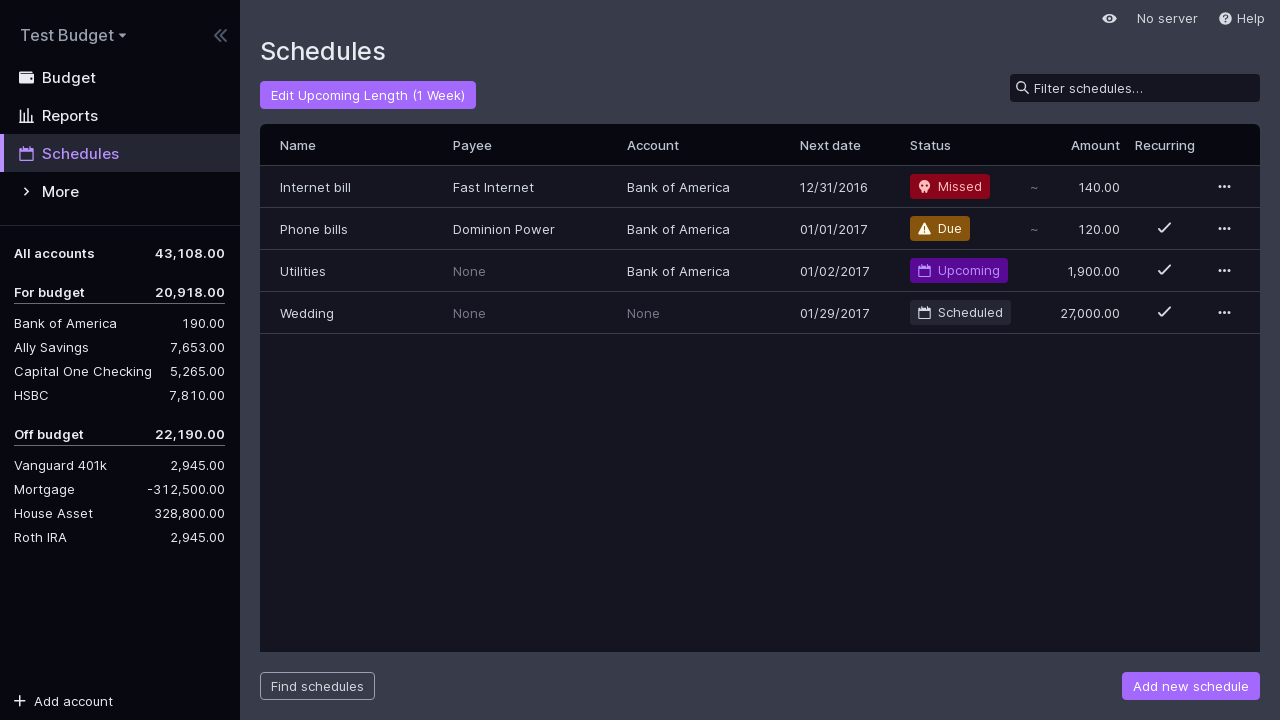 Test Budget
Budget
Reports
Schedules
More
All accounts 43,108.00
For budget 20,918.00
Bank of America 190.00
Ally Savings 7,653.00
Capital One Checking 5,265.00
HSBC 7,810.00
Off budget 22,190.00
Vanguard 401k 2,945.00
Mortgage -312,500.00
House Asset 328,800.00
Roth IRA 2,945.00
Add account
No server Help
Schedules
Edit Upcoming Length (1 Week) Filter schedules...
Name Payee Account Next date Status Amount Recurring
Internet bill Fast Internet Bank of America 12/31/2016 Missed ~ 140.00
Phone bills Dominion Power Bank of America 01/01/2017 Due ~ 120.00
Utilities None Bank of America 01/02/2017 Upcoming 1,900.00
Wedding None None 01/29/2017 Scheduled 27,000.00
Find schedules Add new schedule